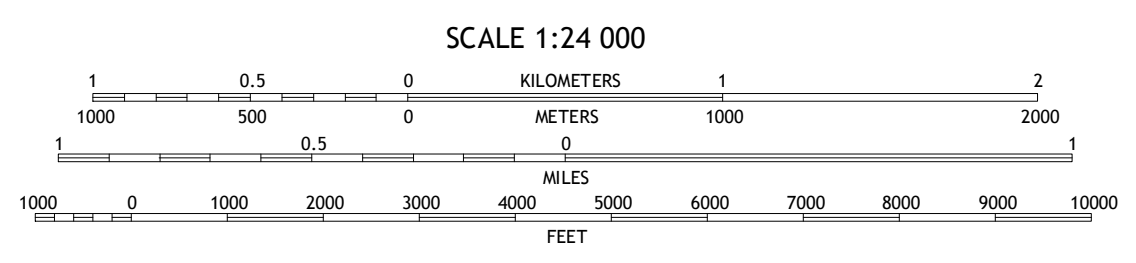 SCALE 1:24 000
1 0.5 0 KILOMETERS 1 2
1000 500 0 METERS 1000 2000
1 0.5 0 1
MILES
1000 0 1000 2000 3000 4000 5000 6000 7000 8000 9000 10000
FEET